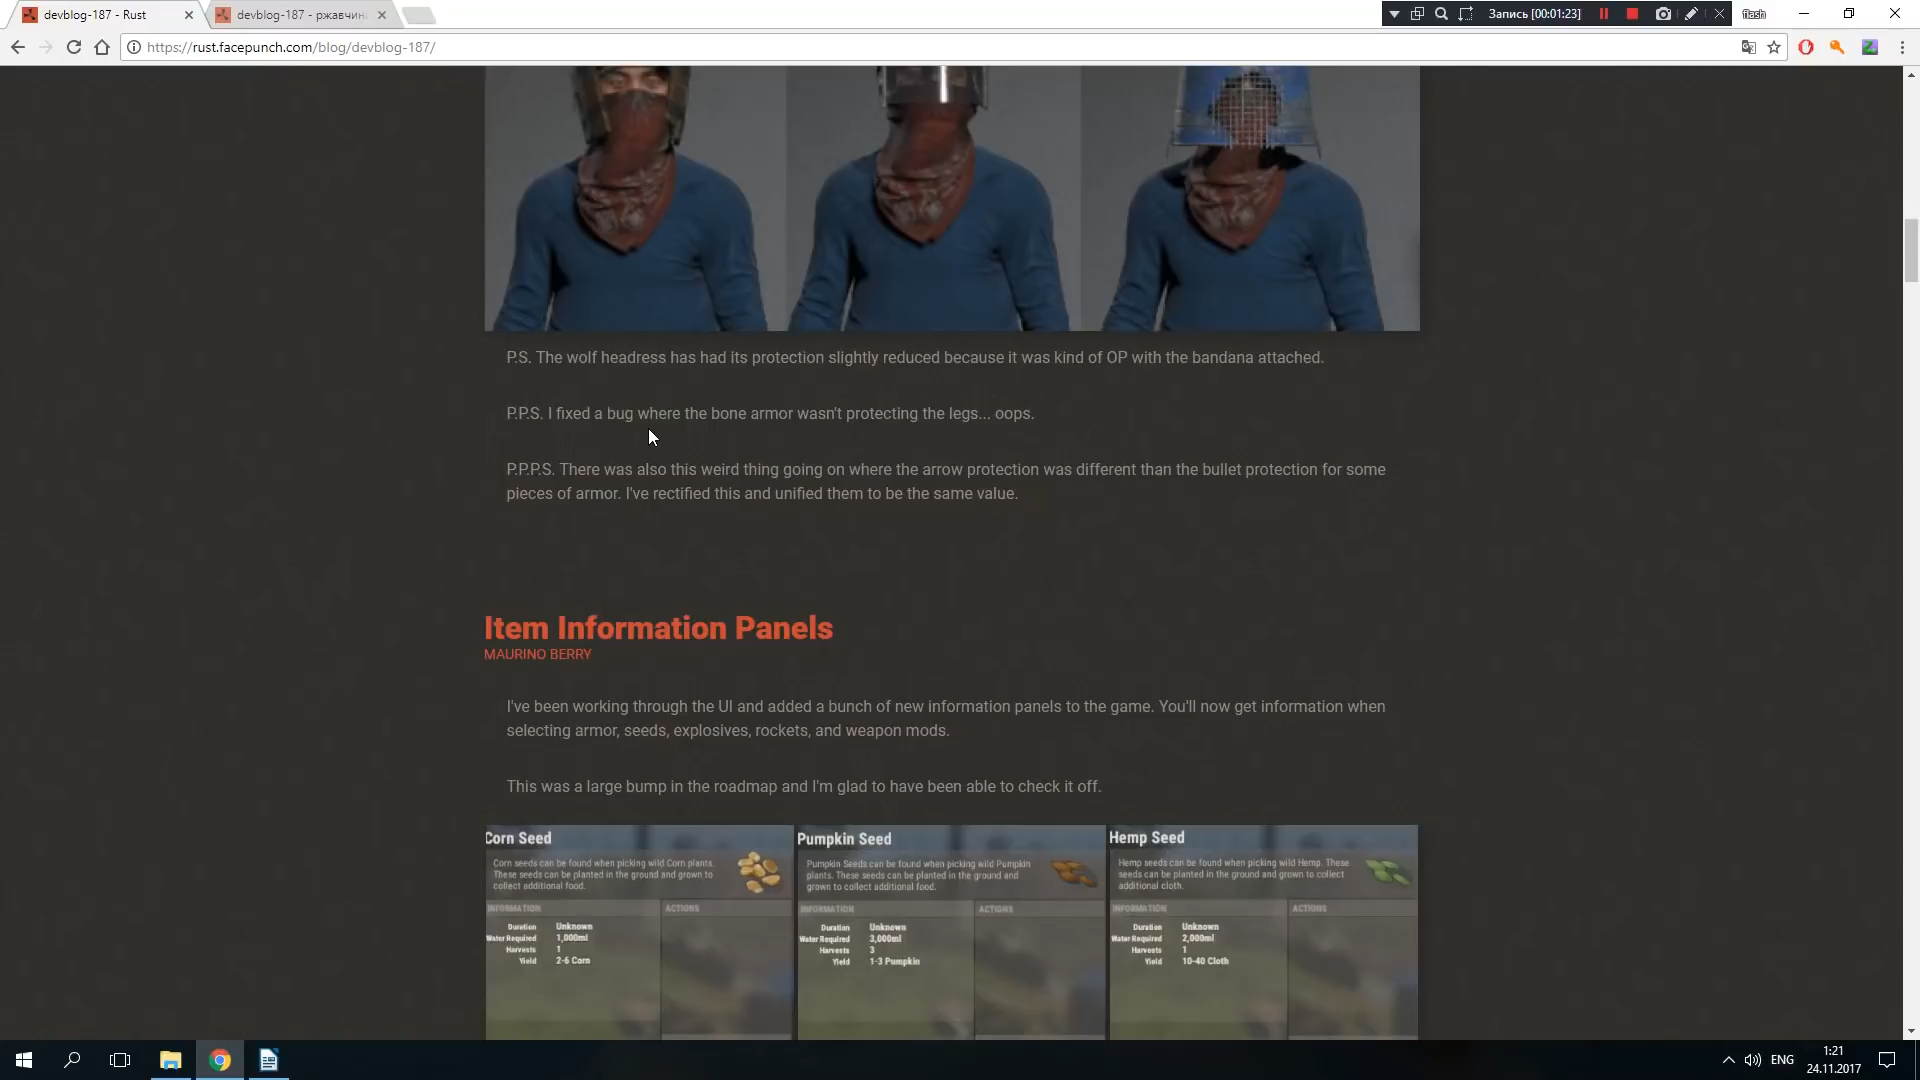 devblog-187 - Rust
devblog-187 - ржавчина
Запись [00:01:23]
flash
https://rust.facepunch.com/blog/devblog-187/
P.S. The wolf headress has had its protection slightly reduced because it was kind of OP with the bandana attached.
P.P.S. I fixed a bug where the bone armor wasn't protecting the legs... oops.
P.P.P.S. There was also this weird thing going on where the arrow protection was different than the bullet protection for some
pieces of armor. I've rectified this and unified them to be the same value.
Item Information Panels
MAURINO BERRY
I've been working through the UI and added a bunch of new information panels to the game. You'll now get information when
selecting armor, seeds, explosives, rockets, and weapon mods.
This was a large bump in the roadmap and I'm glad to have been able to check it off.
Corn Seed
Corn seeds can be found when picking wild Corn plants.
These seeds can be planted in the ground and grown to
collect additional food.
INFORMATION
ACTIONS
Duration Unknown
Water Required 1,000ml
Harvests 1
Yield 2-6 Corn
Pumpkin Seed
Pumpkin Seeds can be found when picking wild Pumpkin
plants. These seeds can be planted in the ground and
grown to collect additional food.
INFORMATION
ACTIONS
Duration Unknown
Water Required 3,000ml
Harvests 3
Yield 1-3 Pumpkin
Hemp Seed
Hemp seeds can be found when picking wild Hemp. These
seeds can be planted in the ground and grown to collect
additional cloth.
INFORMATION
ACTIONS
Duration Unknown
Water Required 2,000ml
Harvests 1
Yield 10-40 Cloth
ENG
1:21
24.11.2017